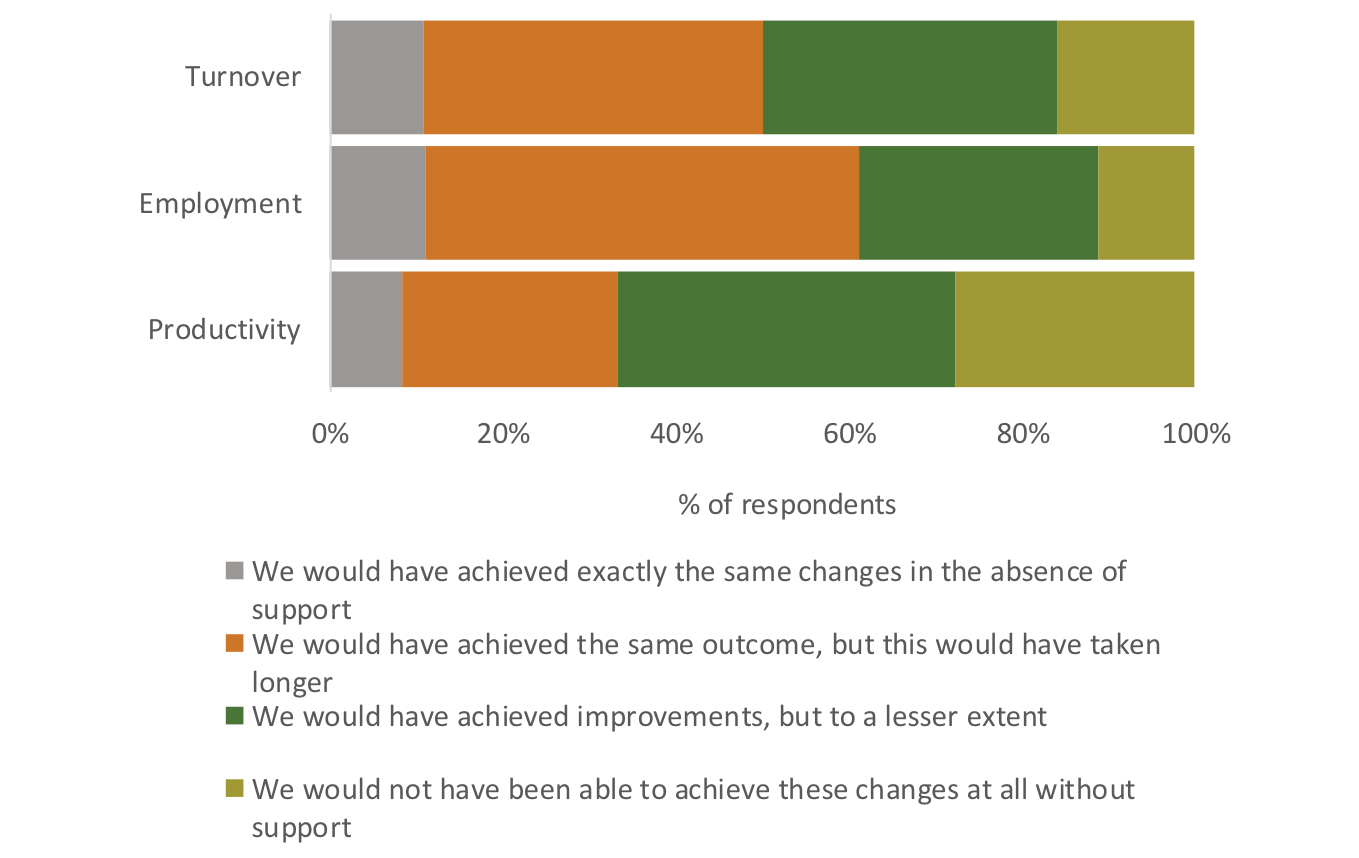 Turnover
Employment
Productivity
0% 20% 40% 60% 80% 100%
% of respondents
We would have achieved exactly the same changes in the absence of
support
We would have achieved the same outcome, but this would have taken
longer
We would have achieved improvements, but to a lesser extent
We would not have been able to achieve these changes at all without
support